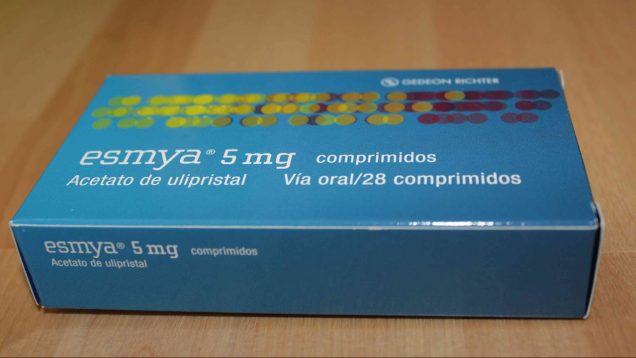 GEDEON RICHTER
esmya® 5 mg comprimidos
Acetato de ulipristal Vía oral/28 comprimidos
esmya® 5 mg comprimidos
Acetato de ulipristal